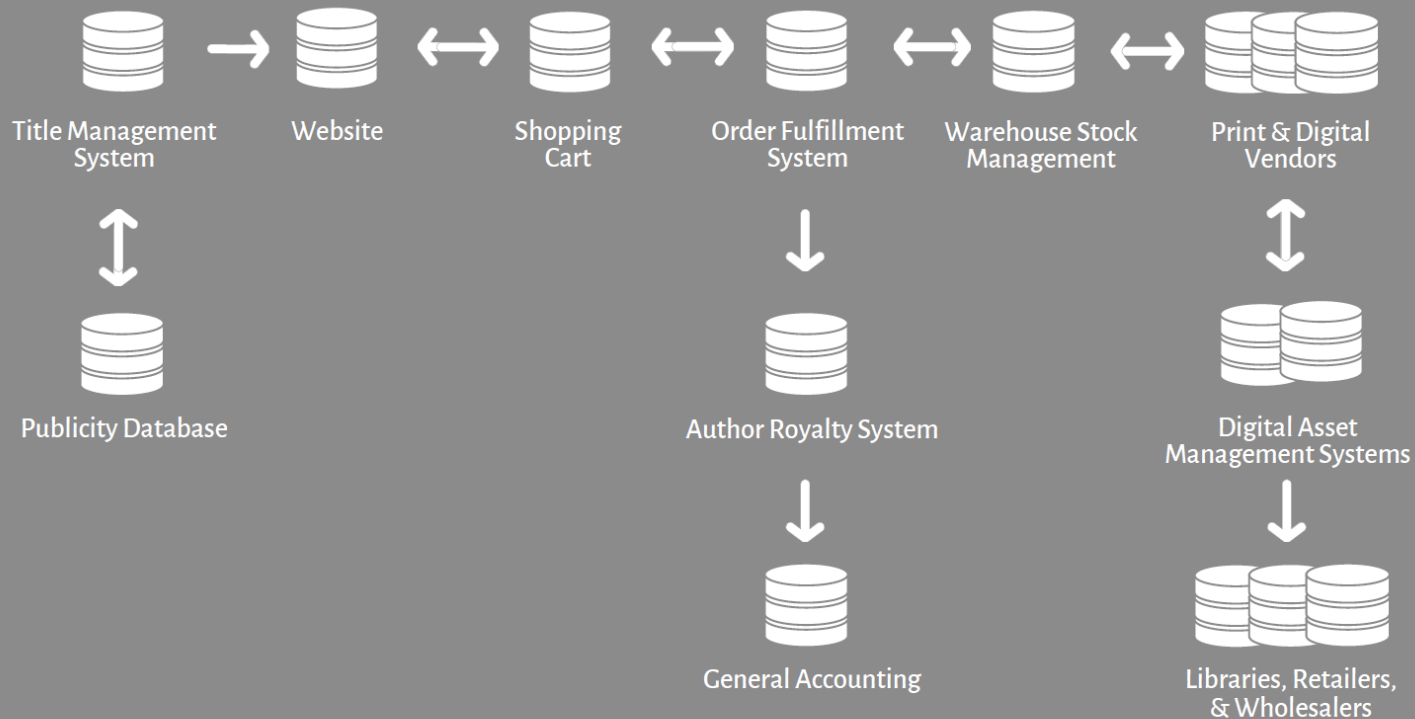 Title Management
System
Website
Shopping
Cart
Order Fulfillment
System
Warehouse Stock
Management
Print & Digital
Vendors
Publicity Database
Author Royalty System
Digital Asset
Management Systems
General Accounting
Libraries, Retailers,
& Wholesalers